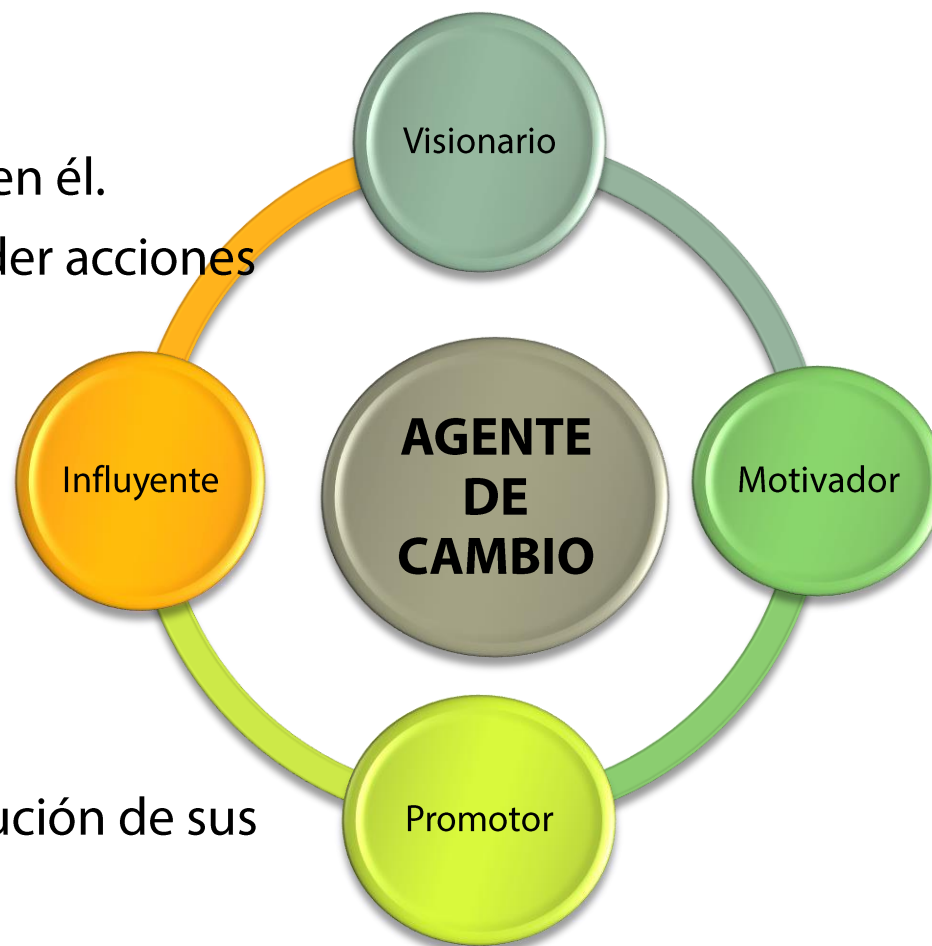 Visionario
en él.
der acciones
Influyente
AGENTE
DE
CAMBIO
Motivador
ución de sus
Promotor